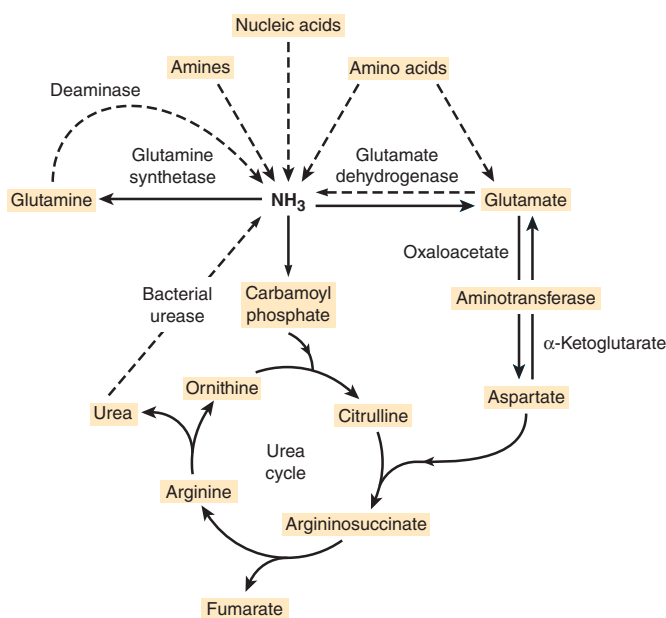 Nucleic acids
Amines
Amino acids
Deaminase
Glutamine
synthetase
Glutamate
dehydrogenase
Glutamine
NH3
Glutamate
Oxaloacetate
Bacterial
urease
Carbamoyl
phosphate
Aminotransferase
α-Ketoglutarate
Ornithine
Aspartate
Urea
Citrulline
Urea
cycle
Arginine
Argininosuccinate
Fumarate